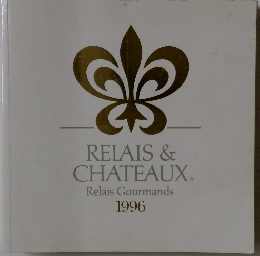 RELAIS &
CHATEAUX®
Relais Gourmands
1996